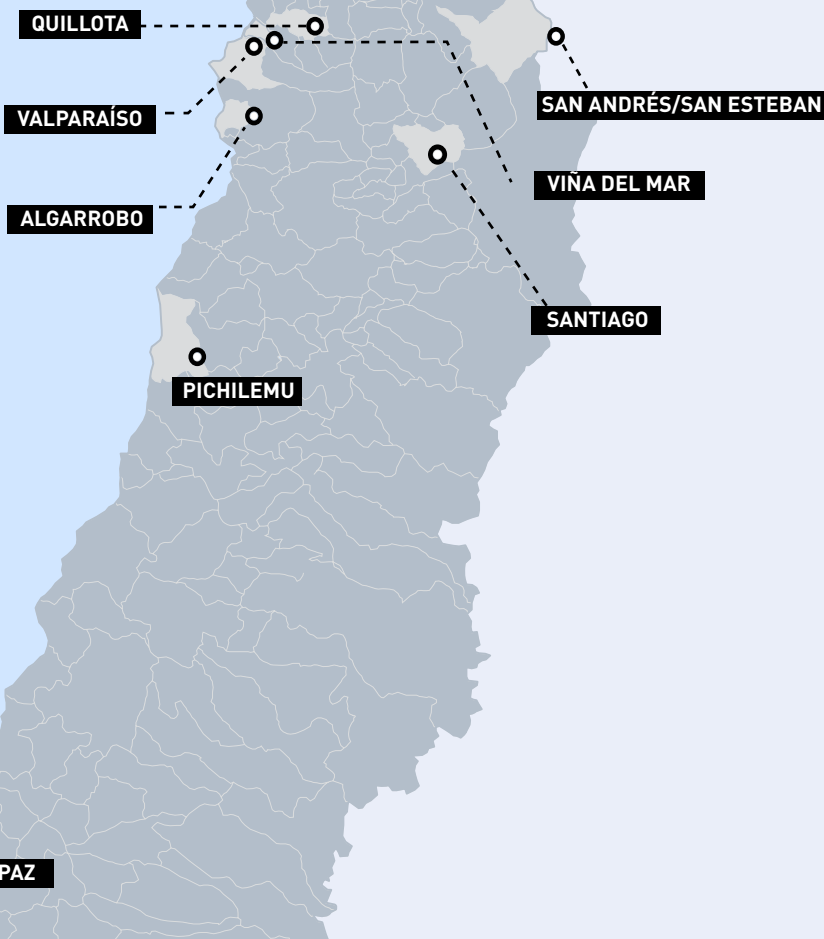 QUILLOTA
VALPARAÍSO
SAN ANDRÉS/SAN ESTEBAN
VIÑA DEL MAR
ALGARROBO
SANTIAGO
PICHILEMU
PAZ